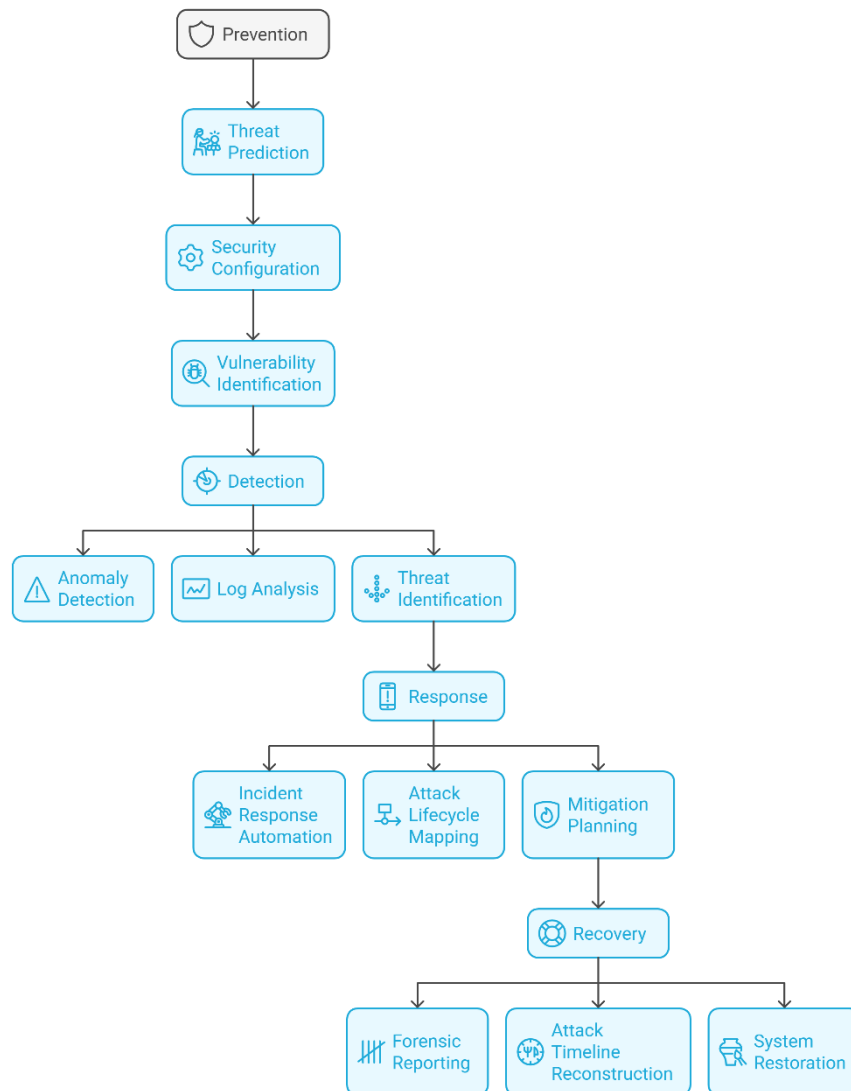 Prevention
Threat
Prediction
Security
Configuration
Vulnerability
Identification
Detection
Anomaly
Detection
Log Analysis
Threat
Identification
Response
Incident
Response
Automation
Attack
Lifecycle
Mapping
Mitigation
Planning
Recovery
Forensic
Reporting
Attack
Timeline
Reconstruction
System
Restoration